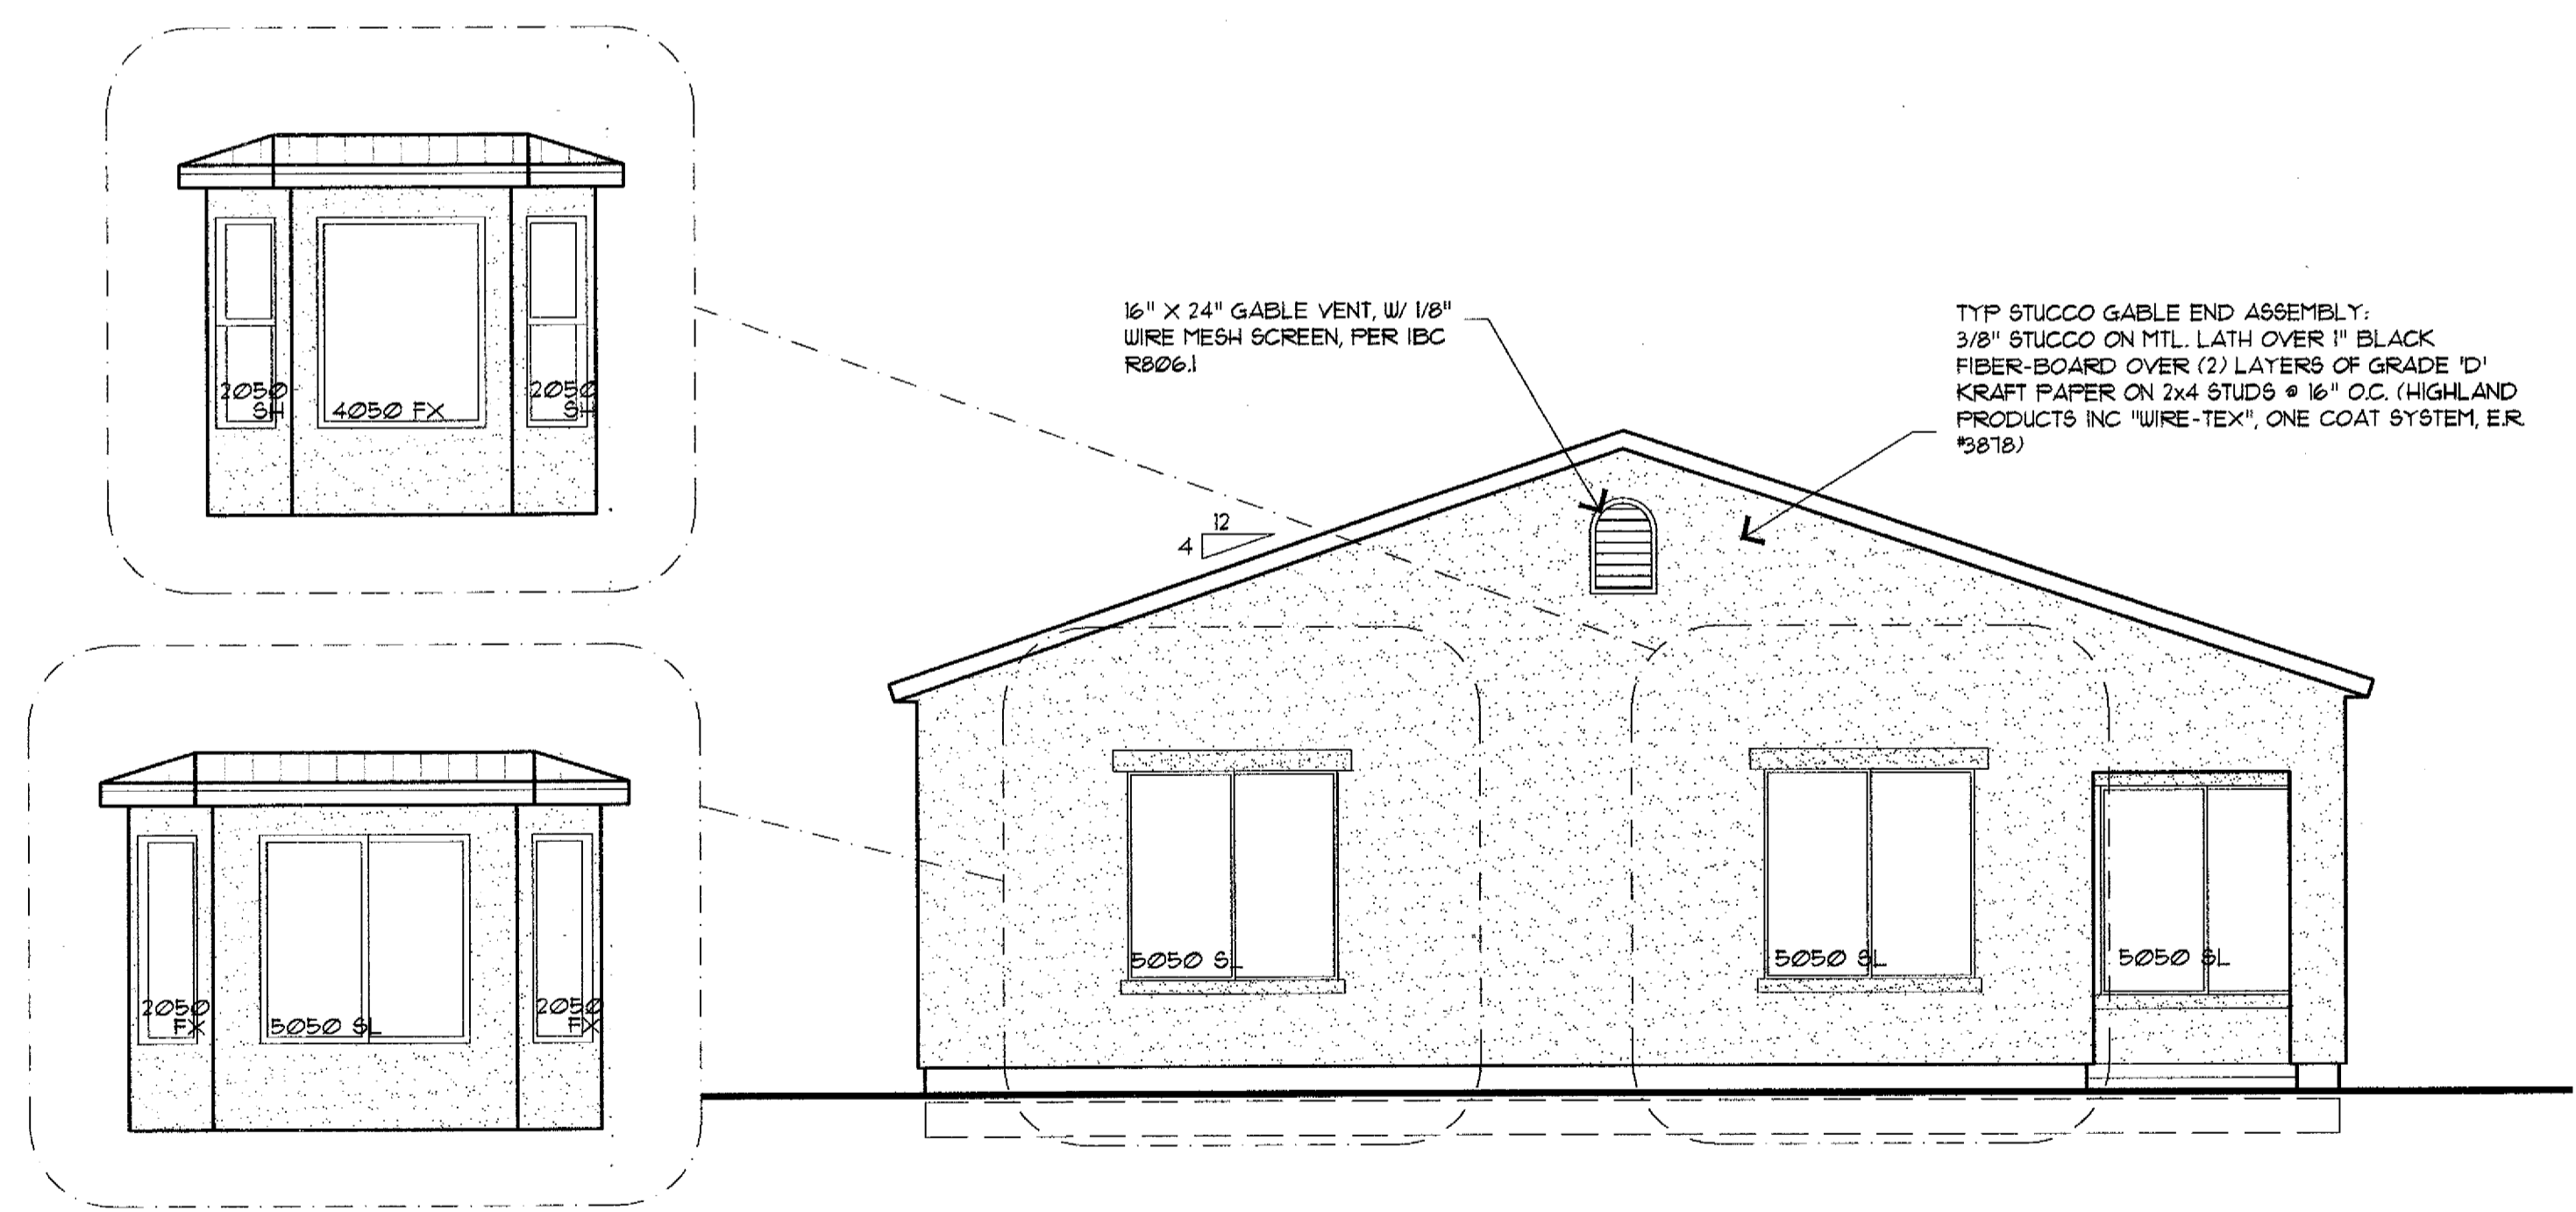 16" X 24" GABLE VENT, W/ 1/8"
WIRE MESH SCREEN, PER IBC
R806.1
TYP STUCCO GABLE END ASSEMBLY:
3/8" STUCCO ON MTL. LATH OVER 1" BLACK
FIBER-BOARD OVER (2) LAYERS OF GRADE 'D'
KRAFT PAPER ON 2x4 STUDS @ 16" O.C. (HIGHLAND
PRODUCTS INC "WIRE-TEX", ONE COAT SYSTEM, E.R.
#3878)
2050
SH
4050 FX
2050
SH
12
4
2050
FX
5050 SL
2050
FX
5050 SL
5050 SL
5050 SL